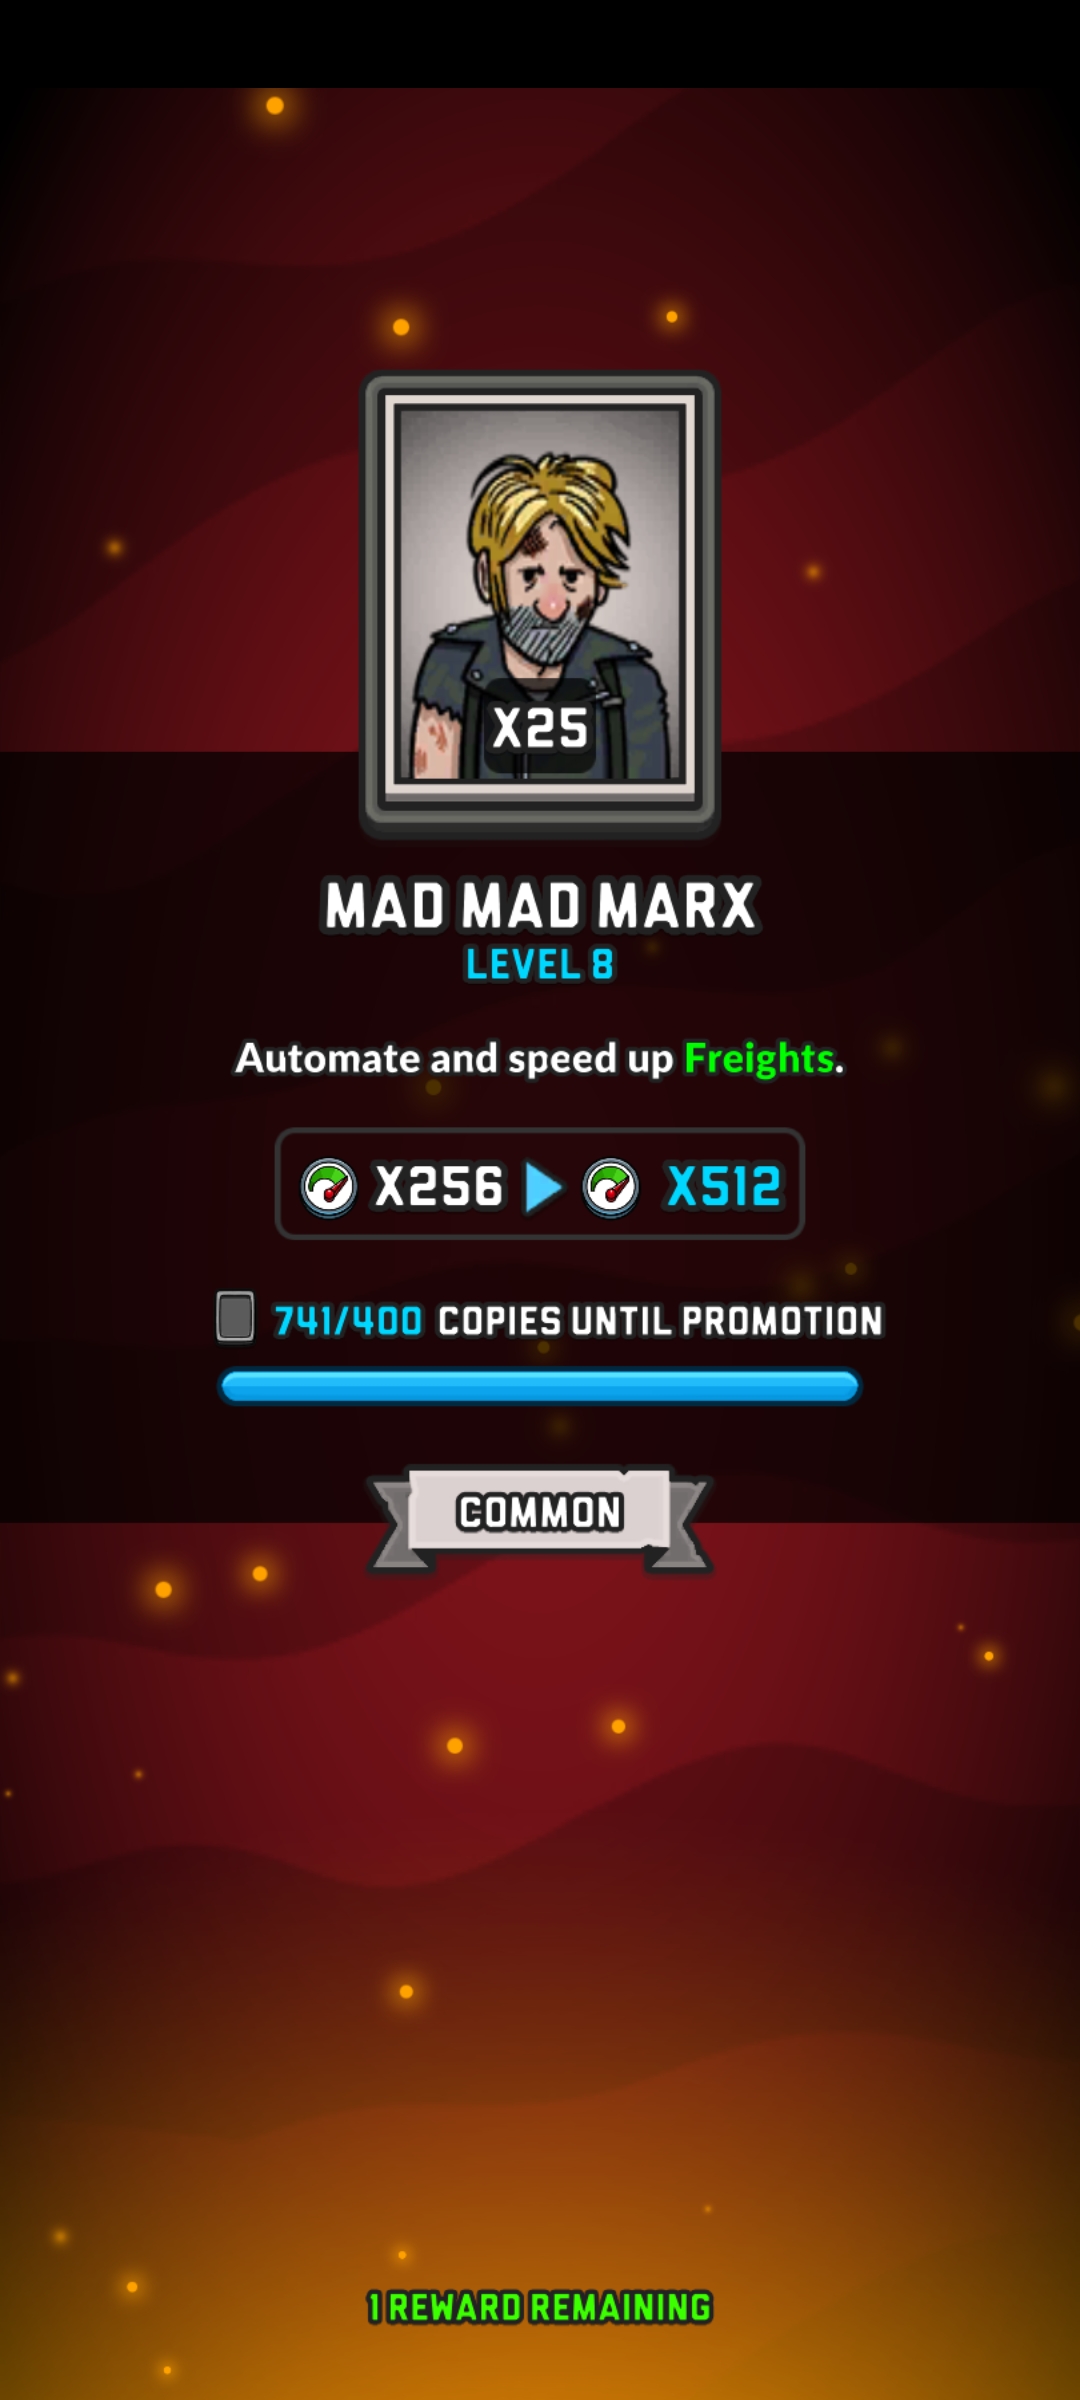 X25
MAD MAD MARX
LEVEL 8
Automate and speed up Freights.
X256 X512
741/400 COPIES UNTIL PROMOTION
COMMON
1 REWARD REMAINING